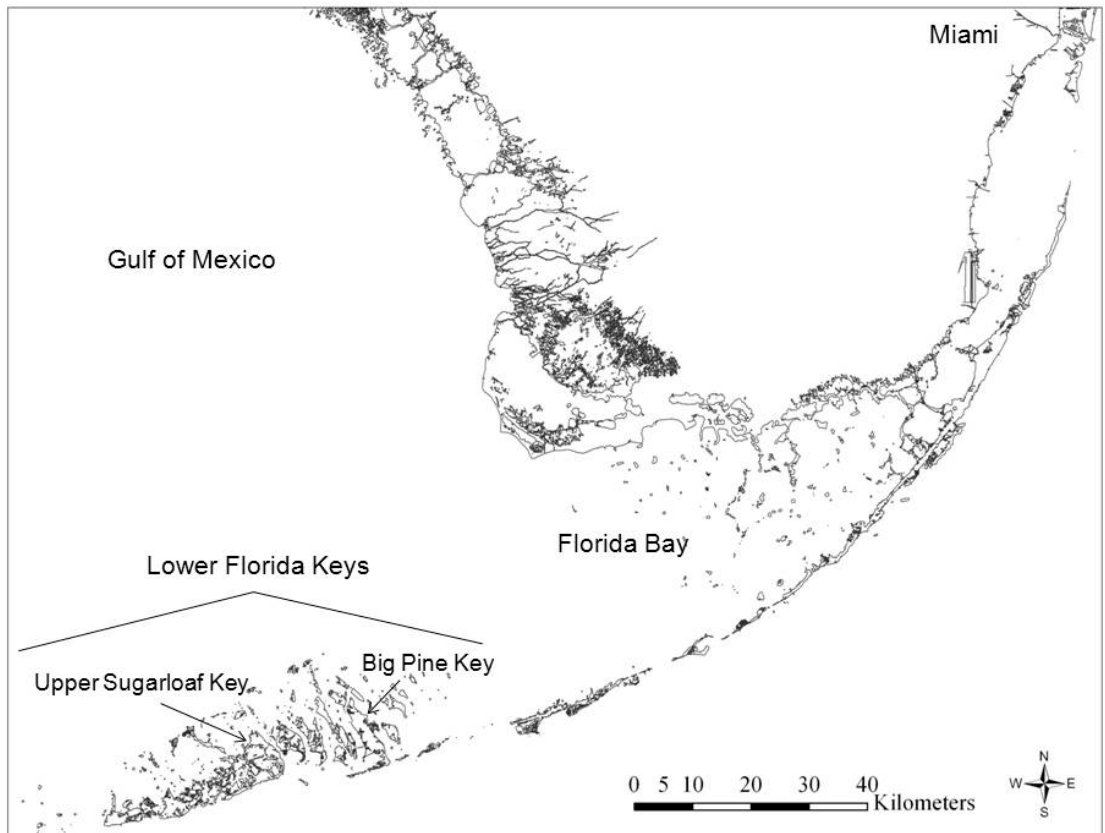 Miami
Gulf of Mexico
Florida Bay
Lower Florida Keys
Big Pine Key
Upper Sugarloaf Key
0 5 10 20 30 40
Kilometers
N
W E
S